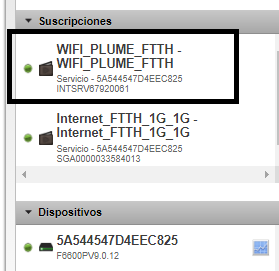 Suscripciones
WIFI_PLUME_FTTH -
WIFI_PLUME_FTTH
Servicio - 5A544547D4EEC825
INTSRV67920061
Internet_FTTH_1G_1G -
Internet_FTTH_1G_1G
Servicio - 5A544547D4EEC825
SGA0000033584013
Dispositivos
5A544547D4EEC825
F6600PV9.0.12